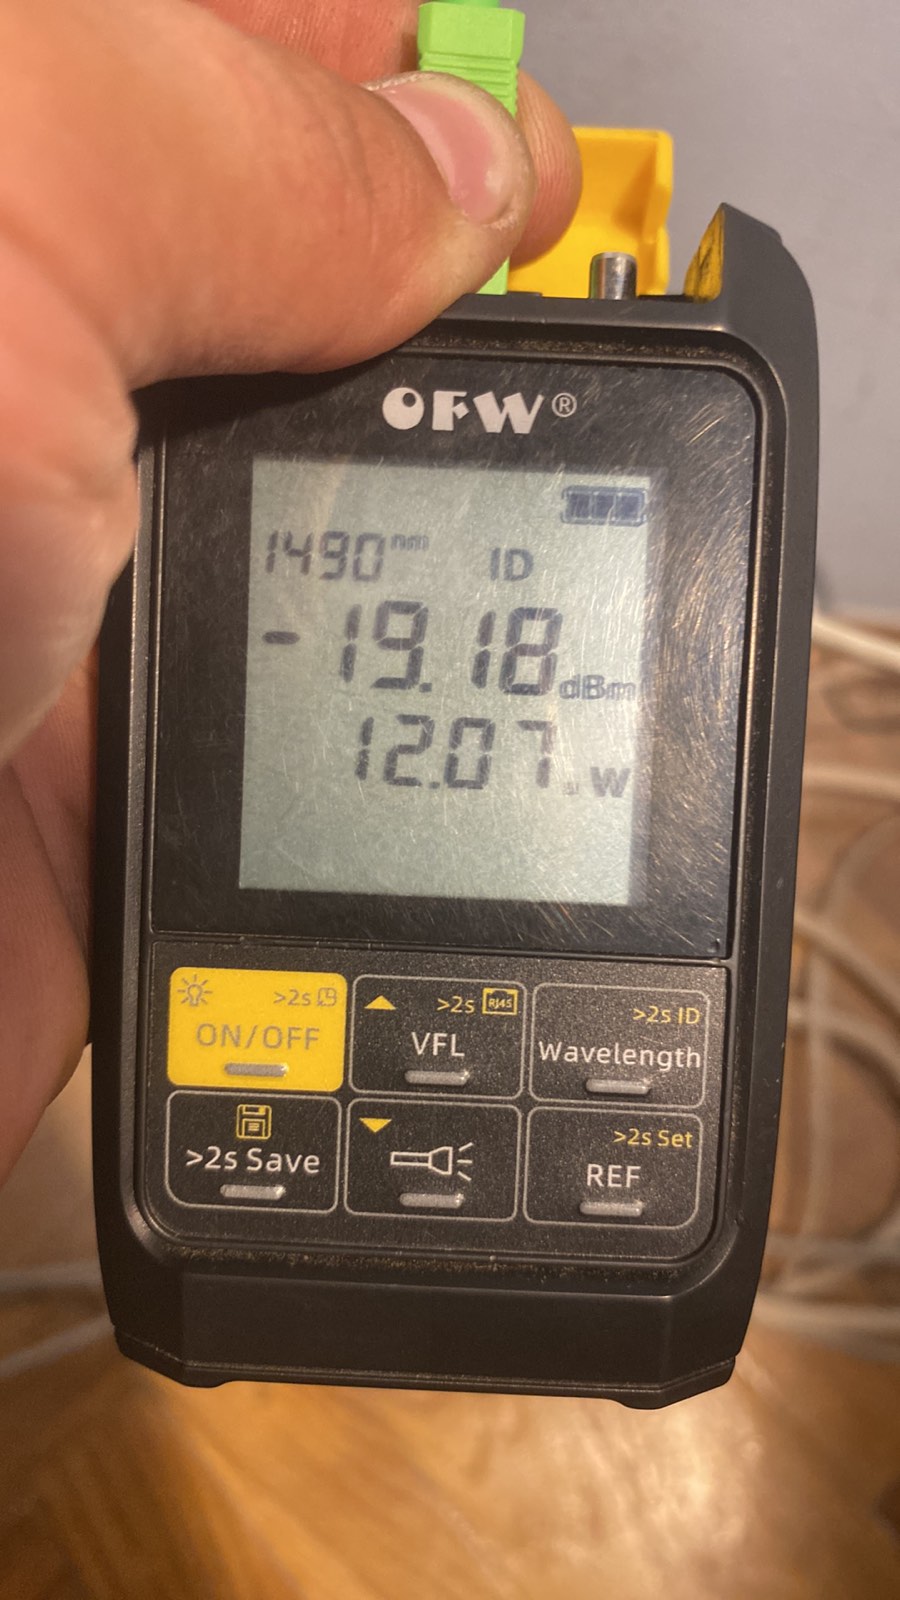 OFW®
1490nm ID
-19.18dBm
12.07 W
>2s
ON/OFF
>2s RJ45
VFL
>2s ID
Wavelength
>2s Save
>2s Set
REF